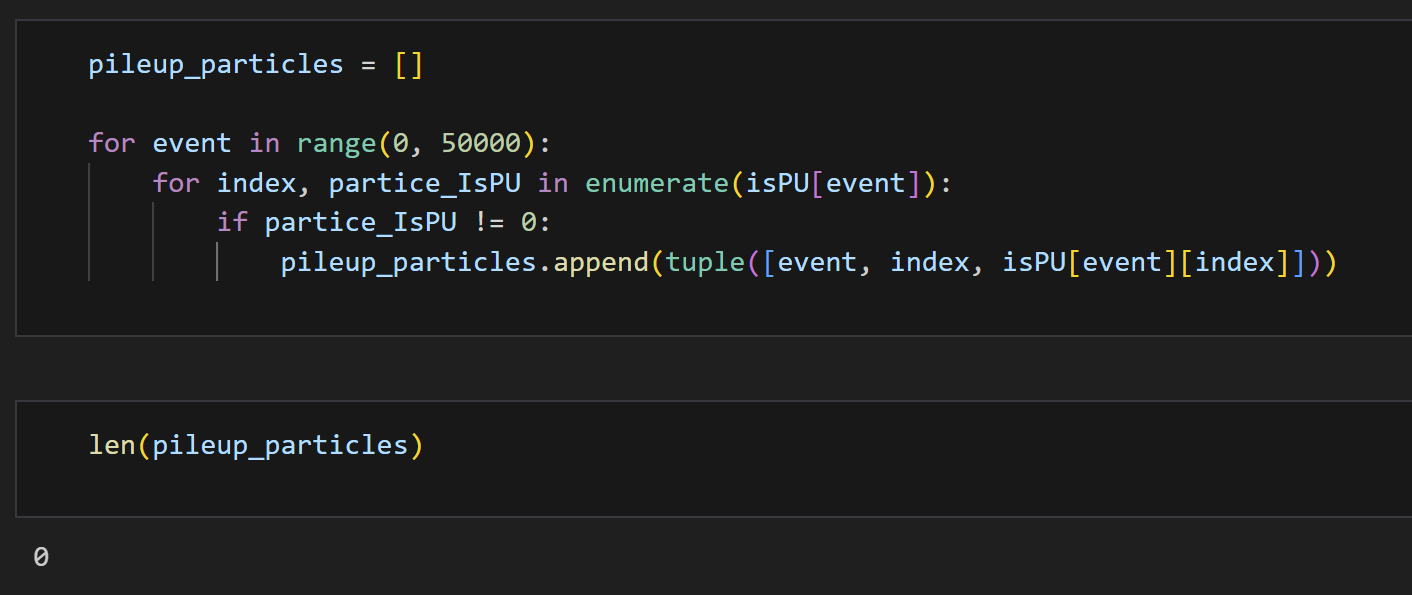 pileup_particles = []
for event in range(0, 50000):
for index, partice_IsPU in enumerate(isPU[event]):
if partice_IsPU != 0:
pileup_particles.append(tuple([event, index, isPU[event][index]]))
len(pileup_particles)
0